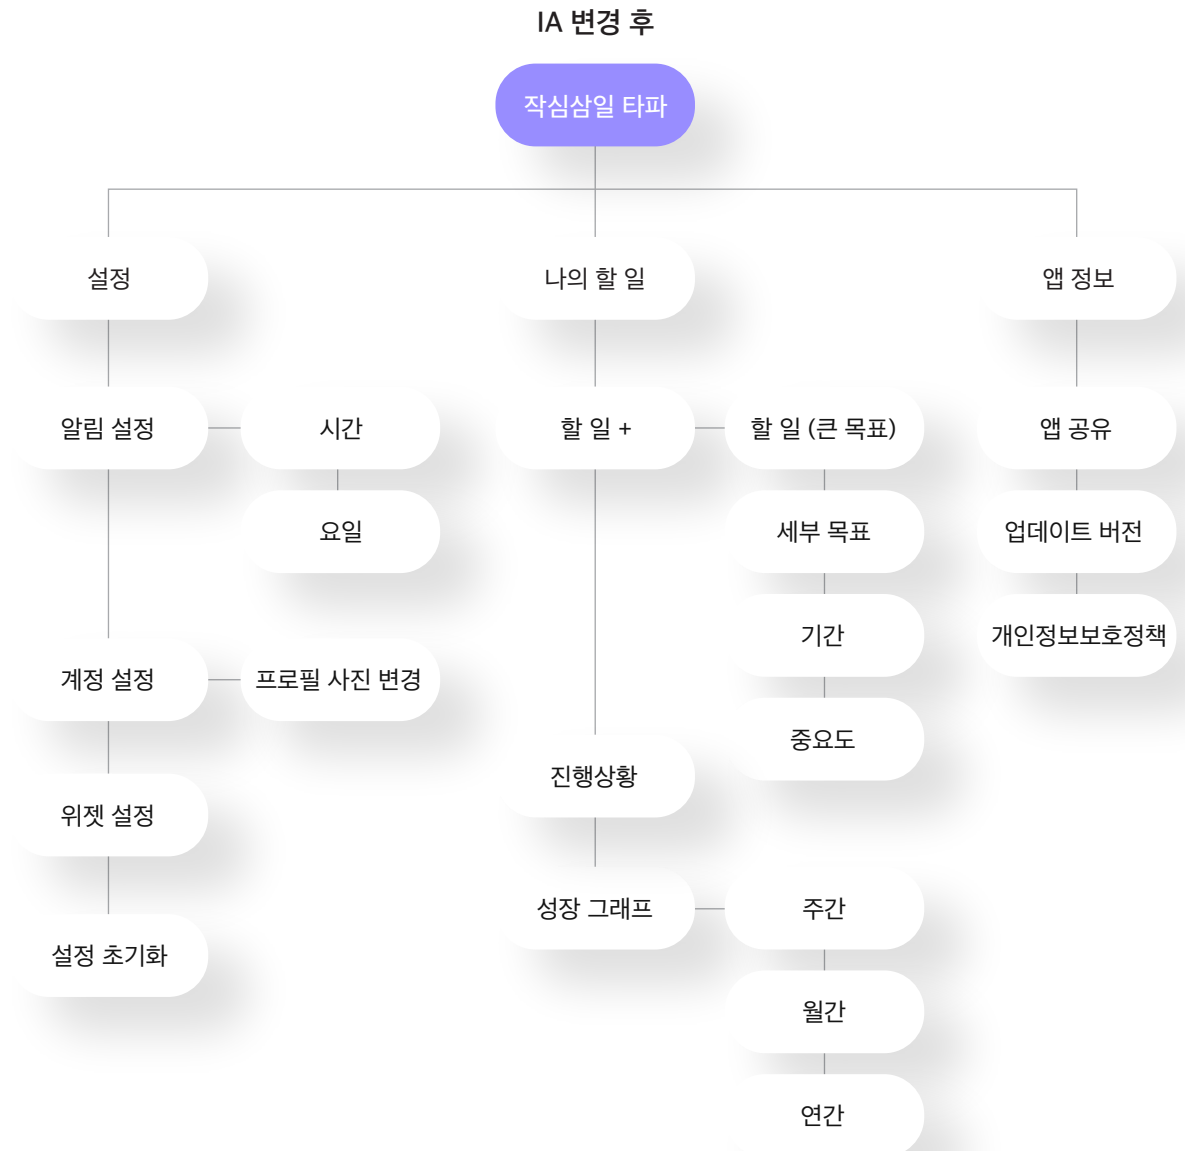 IA 변경 후
작심삼일 타파
설정
나의 할 일
앱 정보
알림 설정
시간
할 일 +
할 일 (큰 목표)
앱 공유
요일
세부 목표
업데이트 버전
기간
개인정보보호정책
계정 설정
프로필 사진 변경
중요도
진행상황
위젯 설정
성장 그래프
주간
설정 초기화
월간
연간